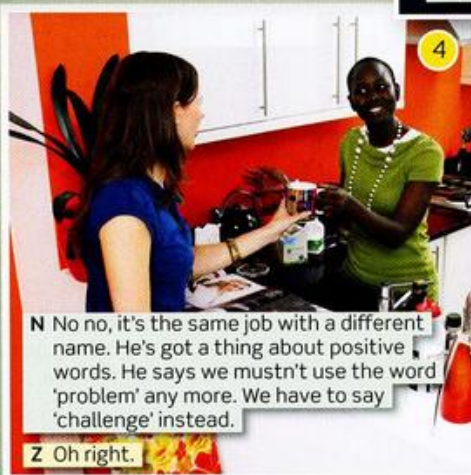 4
N No no, it's the same job with a different
name. He's got a thing about positive
words. He says we mustn't use the word
'problem' any more. We have to say
'challenge' instead.
Z Oh right.